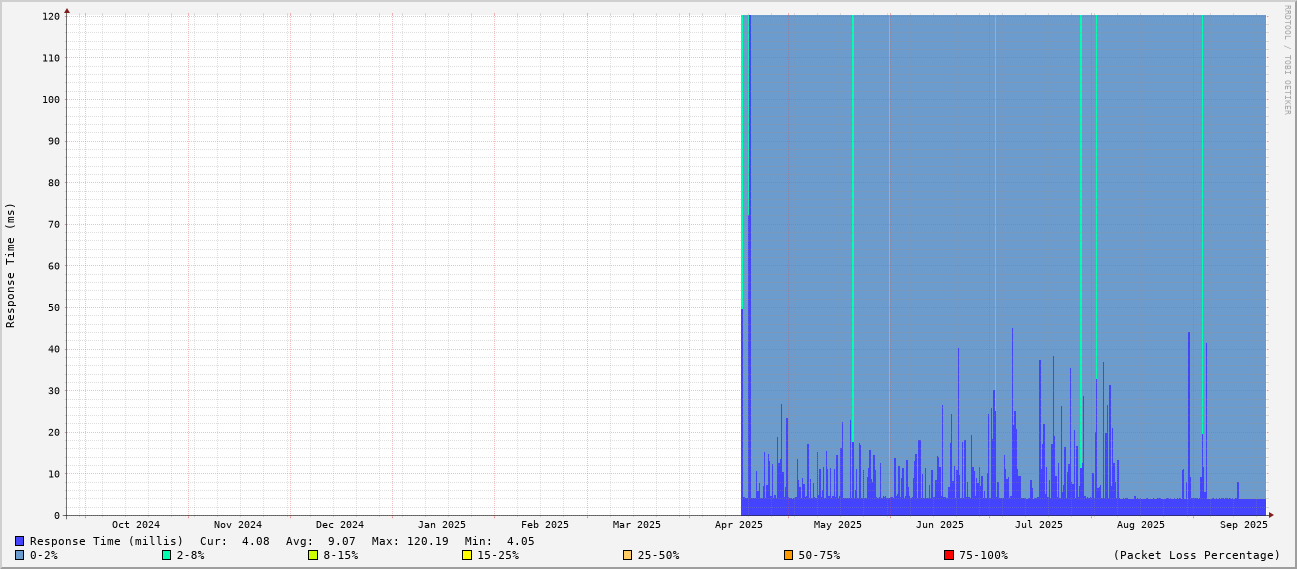 RRDTOOL / TOBI OETIKER
Response Time (ms)
120
110
100
90
80
70
60
50
40
30
20
10
0
Oct 2024 Nov 2024 Dec 2024 Jan 2025 Feb 2025 Mar 2025 Apr 2025 May 2025 Jun 2025 Jul 2025 Aug 2025 Sep 2025
Response Time (millis) Cur: 4.08 Avg: 9.07 Max: 120.19 Min: 4.05
0-2% 2-8% 8-15% 15-25% 25-50% 50-75% 75-100% (Packet Loss Percentage)